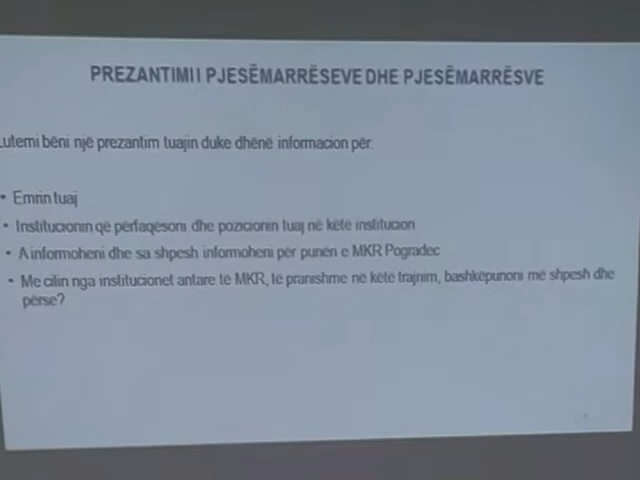 PREZANTIMI I PJESËMARRËSEVE DHE PJESËMARRËSVE
Lutemi bëni një prezantim tuajin duke dhënë informacion për:
• Emrin tuaj
• Institucionin që përfaqësoni dhe pozicionin tuaj në këtë institucion
• A informoheni dhe sa shpesh informoheni për punën e MKR Pogradec
• Me cilin nga institucionet antare të MKR, të pranishme në këtë trajnim, bashkëpunoni më shpesh dhe
përse?